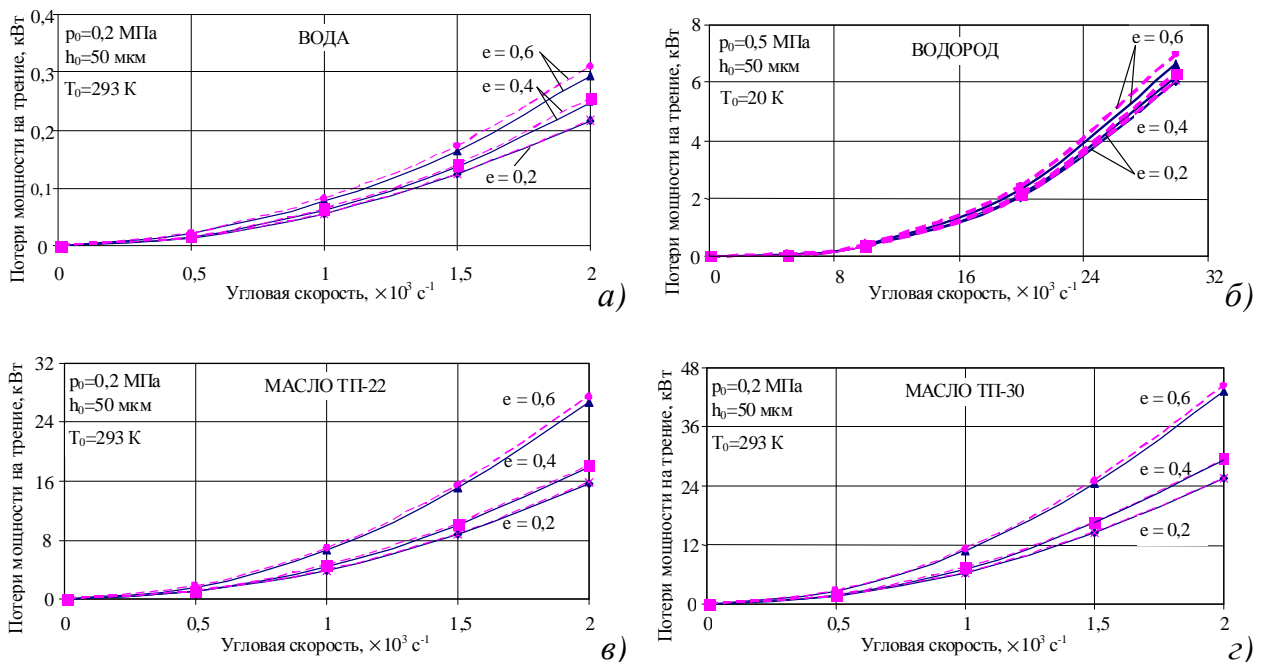 Потери мощности на трение, кВт
0,4
0,3
0,2
0,1
0
p₀=0,2 МПа
h₀=50 мкм
T₀=293 К
ВОДА
e = 0,6
e = 0,4
e = 0,2
0 0,5 1 1,5 2
Угловая скорость, ×10³ с⁻¹
а)
Потери мощности на трение, кВт
8
6
4
2
0
p₀=0,5 МПа
h₀=50 мкм
T₀=20 К
ВОДОРОД
e = 0,6
e = 0,4
e = 0,2
0 8 16 24 32
Угловая скорость, ×10³ с⁻¹
б)
Потери мощности на трение, кВт
32
24
16
8
0
p₀=0,2 МПа
h₀=50 мкм
T₀=293 К
МАСЛО ТП-22
e = 0,6
e = 0,4
e = 0,2
0 0,5 1 1,5 2
Угловая скорость, ×10³ с⁻¹
в)
Потери мощности на трение, кВт
48
36
24
12
0
p₀=0,2 МПа
h₀=50 мкм
T₀=293 К
МАСЛО ТП-30
e = 0,6
e = 0,4
e = 0,2
0 0,5 1 1,5 2
Угловая скорость, ×10³ с⁻¹
г)